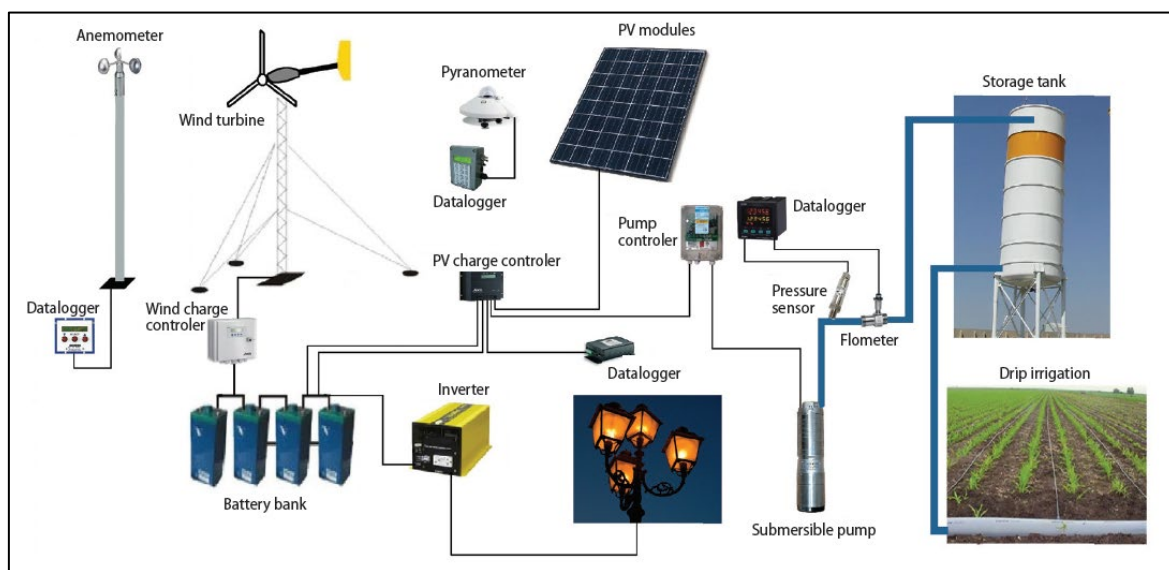 Anemometer
Wind turbine
Pyranometer
Datalogger
PV modules
Storage tank
Pump
controler
Datalogger
PV charge controler
Pressure
sensor
Datalogger
Wind charge
controler
Flometer
Datalogger
Inverter
Drip irrigation
Battery bank
Submersible pump